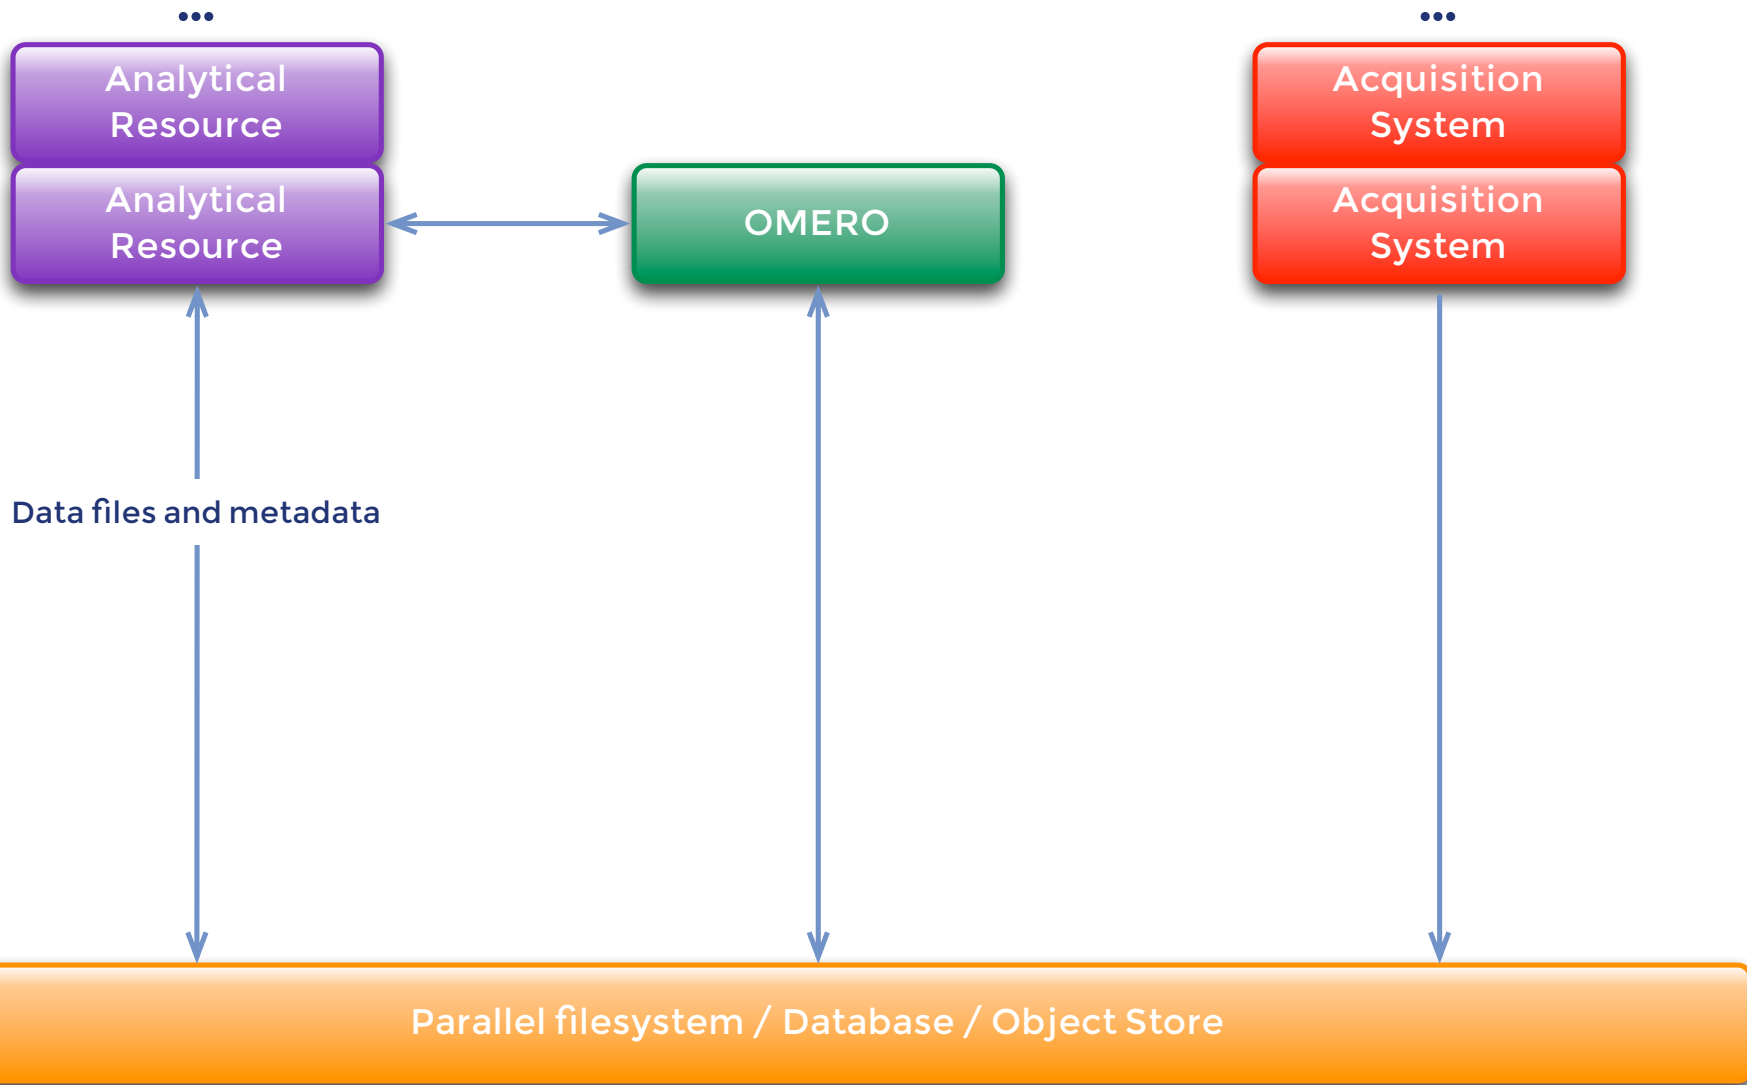 •••
•••
Analytical
Resource
Acquisition
System
Analytical
Resource
OMERO
Acquisition
System
Data files and metadata
Parallel filesystem / Database / Object Store